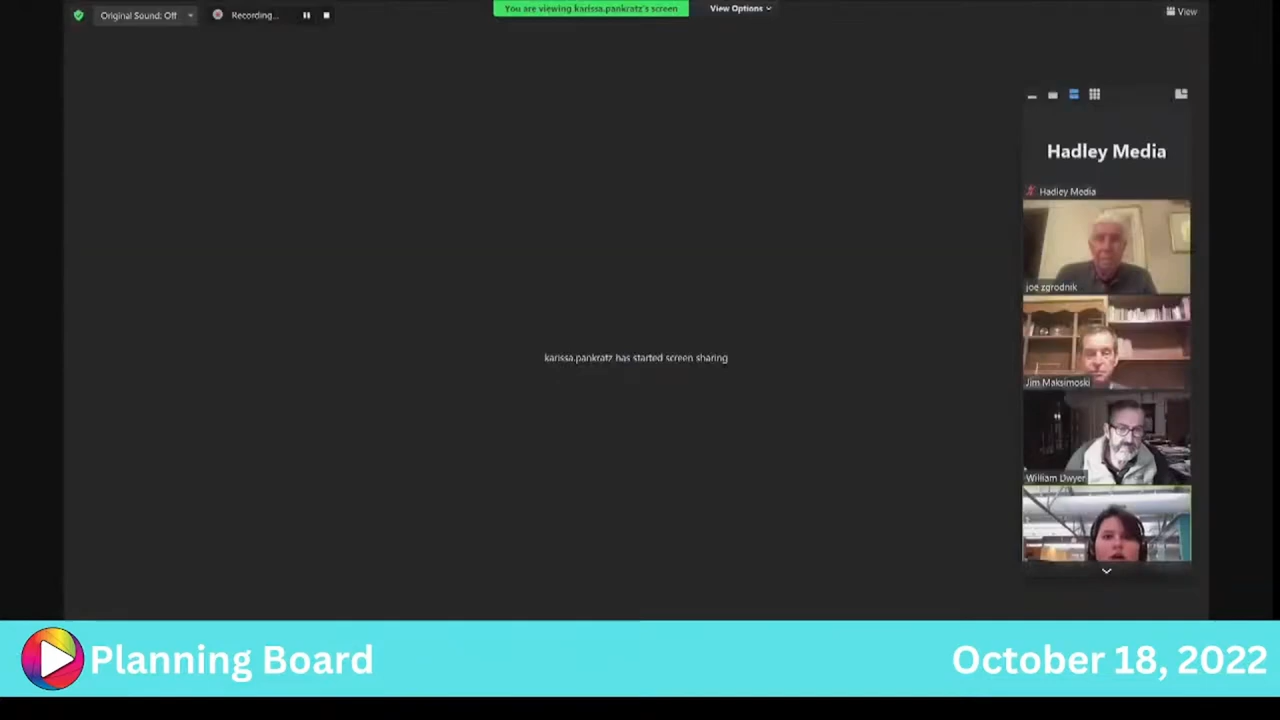 Original Sound: Off
Recording...
You are viewing karissa.pankratz's screen
View Options
View
Hadley Media
Hadley Media
joe zgrodnik
Jim Maksimoski
William Dwyer
karissa.pankratz has started screen sharing
Planning Board
October 18, 2022